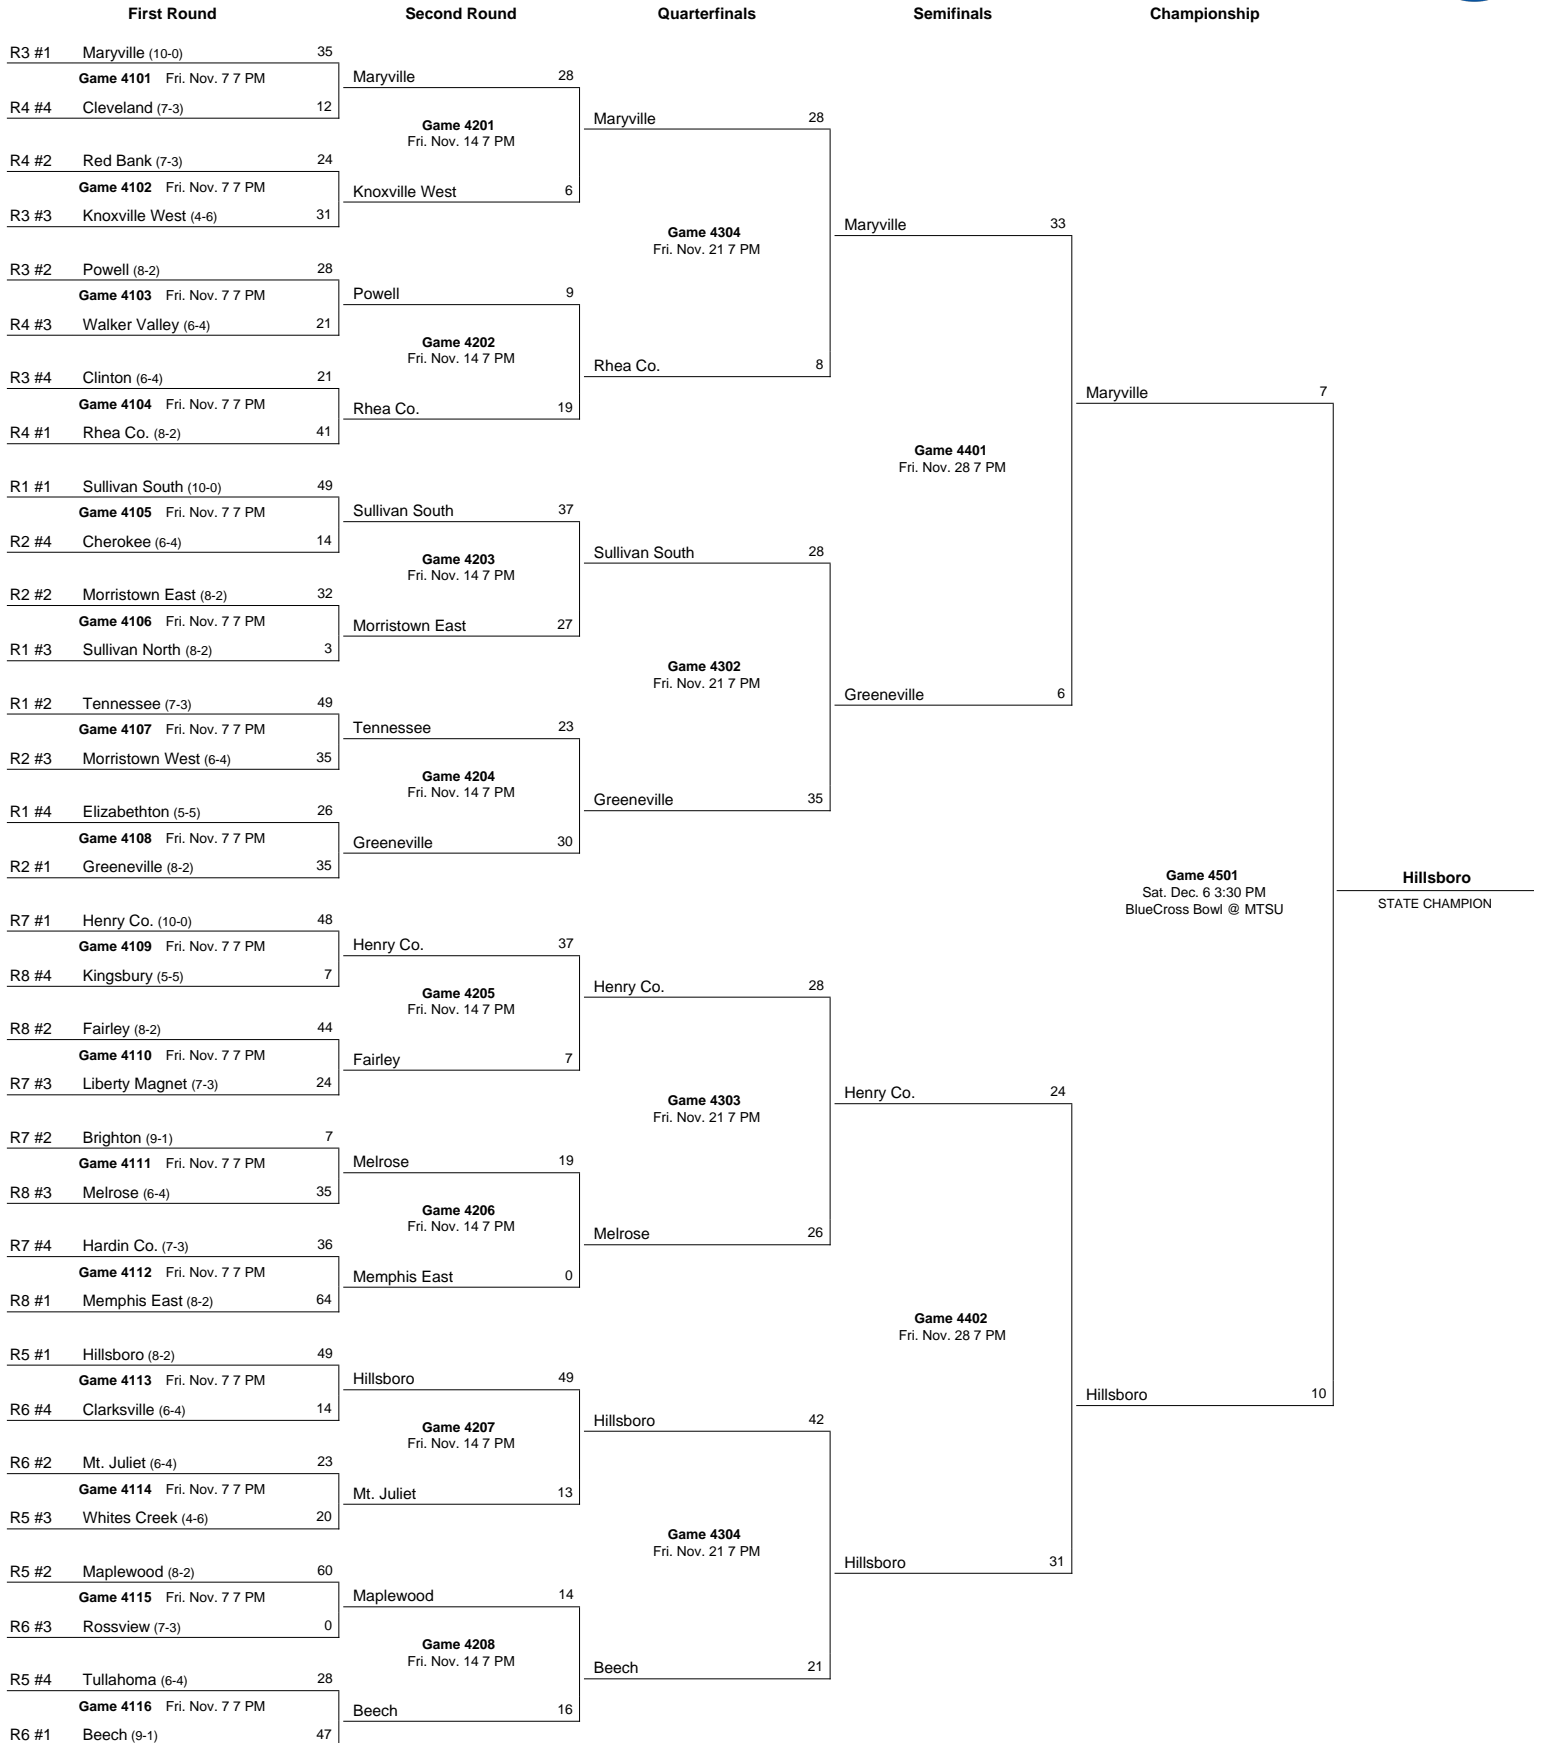 First Round Second Round Quarterfinals Semifinals Championship
R3 #1 Maryville (10-0) 35
Game 4101 Fri. Nov. 7 7 PM
R4 #4 Cleveland (7-3) 12
R4 #2 Red Bank (7-3) 24
Game 4102 Fri. Nov. 7 7 PM
R3 #3 Knoxville West (4-6) 31
R3 #2 Powell (8-2) 28
Game 4103 Fri. Nov. 7 7 PM
R4 #3 Walker Valley (6-4) 21
R3 #4 Clinton (6-4) 21
Game 4104 Fri. Nov. 7 7 PM
R4 #1 Rhea Co. (8-2) 41
R1 #1 Sullivan South (10-0) 49
Game 4105 Fri. Nov. 7 7 PM
R2 #4 Cherokee (6-4) 14
R2 #2 Morristown East (8-2) 32
Game 4106 Fri. Nov. 7 7 PM
R1 #3 Sullivan North (8-2) 3
R1 #2 Tennessee (7-3) 49
Game 4107 Fri. Nov. 7 7 PM
R2 #3 Morristown West (6-4) 35
R1 #4 Elizabethton (5-5) 26
Game 4108 Fri. Nov. 7 7 PM
R2 #1 Greeneville (8-2) 35
R7 #1 Henry Co. (10-0) 48
Game 4109 Fri. Nov. 7 7 PM
R8 #4 Kingsbury (5-5) 7
R8 #2 Fairley (8-2) 44
Game 4110 Fri. Nov. 7 7 PM
R7 #3 Liberty Magnet (7-3) 24
R7 #2 Brighton (9-1) 7
Game 4111 Fri. Nov. 7 7 PM
R8 #3 Melrose (6-4) 35
R7 #4 Hardin Co. (7-3) 36
Game 4112 Fri. Nov. 7 7 PM
R8 #1 Memphis East (8-2) 64
R5 #1 Hillsboro (8-2) 49
Game 4113 Fri. Nov. 7 7 PM
R6 #4 Clarksville (6-4) 14
R6 #2 Mt. Juliet (6-4) 23
Game 4114 Fri. Nov. 7 7 PM
R5 #3 Whites Creek (4-6) 20
R5 #2 Maplewood (8-2) 60
Game 4115 Fri. Nov. 7 7 PM
R6 #3 Rossview (7-3) 0
R5 #4 Tullahoma (6-4) 28
Game 4116 Fri. Nov. 7 7 PM
R6 #1 Beech (9-1) 47
Maryville 28
Game 4201
Fri. Nov. 14 7 PM
Knoxville West 6
Powell 9
Game 4202
Fri. Nov. 14 7 PM
Rhea Co. 19
Sullivan South 37
Game 4203
Fri. Nov. 14 7 PM
Morristown East 27
Tennessee 23
Game 4204
Fri. Nov. 14 7 PM
Greeneville 30
Henry Co. 37
Game 4205
Fri. Nov. 14 7 PM
Fairley 7
Melrose 19
Game 4206
Fri. Nov. 14 7 PM
Memphis East 0
Hillsboro 49
Game 4207
Fri. Nov. 14 7 PM
Mt. Juliet 13
Maplewood 14
Game 4208
Fri. Nov. 14 7 PM
Beech 16
Maryville 28
Game 4304
Fri. Nov. 21 7 PM
Rhea Co. 8
Sullivan South 28
Game 4302
Fri. Nov. 21 7 PM
Greeneville 35
Henry Co. 28
Game 4303
Fri. Nov. 21 7 PM
Melrose 26
Hillsboro 42
Game 4304
Fri. Nov. 21 7 PM
Beech 21
Maryville 33
Game 4401
Fri. Nov. 28 7 PM
Greeneville 6
Henry Co. 24
Game 4402
Fri. Nov. 28 7 PM
Hillsboro 31
Maryville 7
Game 4501
Sat. Dec. 6 3:30 PM
BlueCross Bowl @ MTSU
Hillsboro 10
Hillsboro
STATE CHAMPION